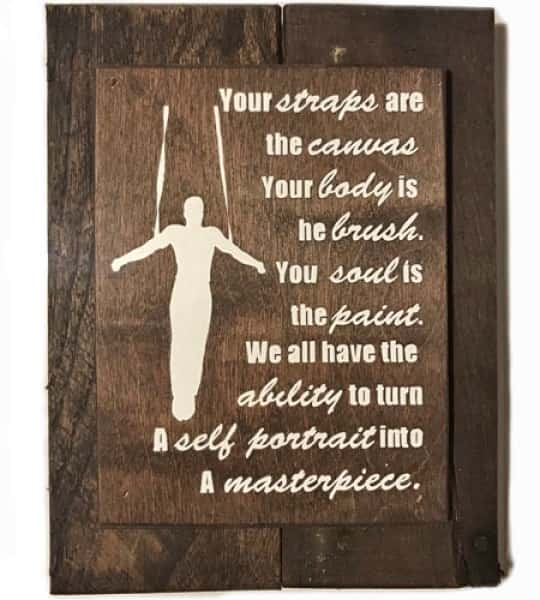 Your straps are
the canvas
Your body is
he brush.
You soul is
the paint.
We all have the
ability to turn
A self portrait into
A masterpiece.